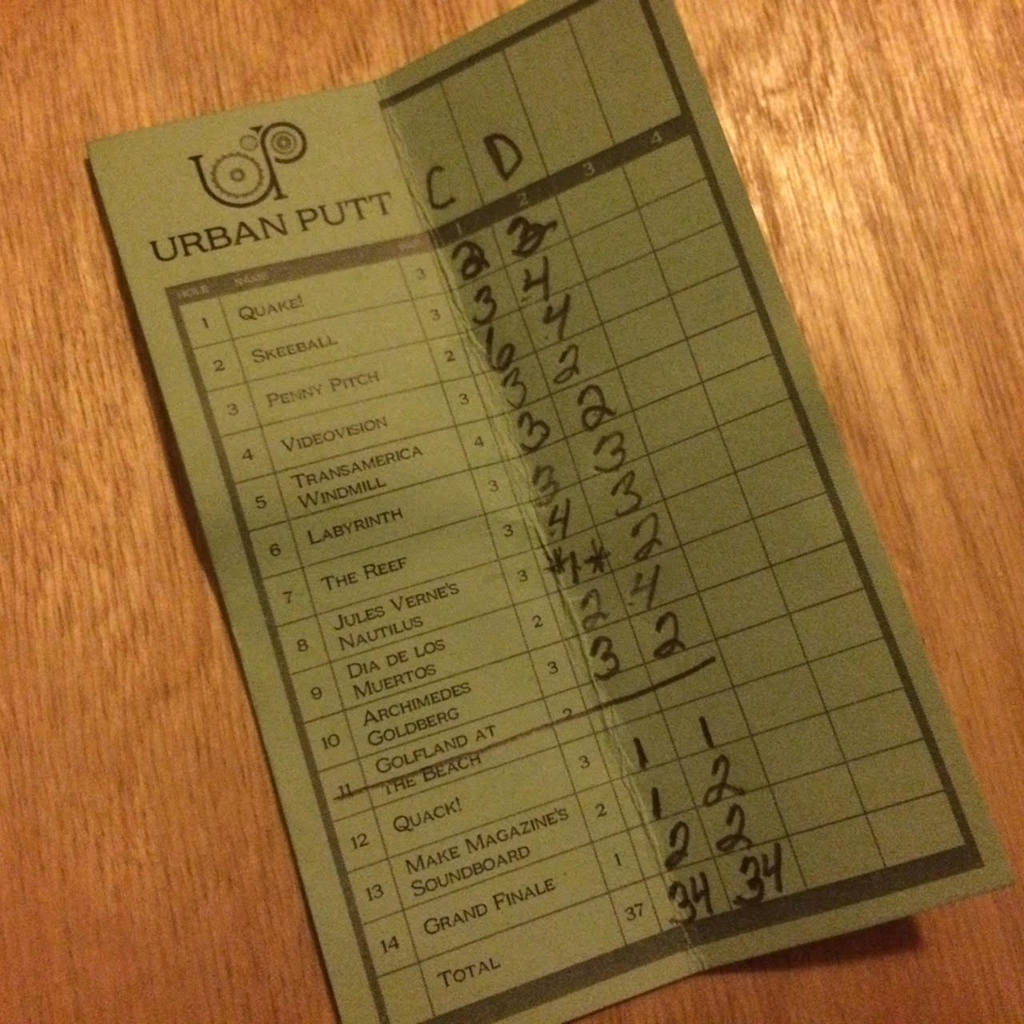 UP
URBAN PUTT
C D
HOLE NAME PAR 1 2 3 4
1 QUAKE! 3 2 3
2 SKEEBALL 3 3 4
3 PENNY PITCH 2 6 4
4 VIDEOVISION 3 3 2
5 TRANSAMERICA
WINDMILL 4 3 2
6 LABYRINTH 3 3 3
7 THE REEF 3 4 3
8 JULES VERNE'S
NAUTILUS 3 *1* 2
9 DIA DE LOS
MUERTOS 2 2 4
10 ARCHIMEDES
GOLDBERG 3 3 2
11 GOLFLAND AT
THE BEACH 2
12 QUACK! 3 1 1
13 MAKE MAGAZINE'S
SOUNDBOARD 2 1 2
14 GRAND FINALE 1 2 2
TOTAL 37 34 34